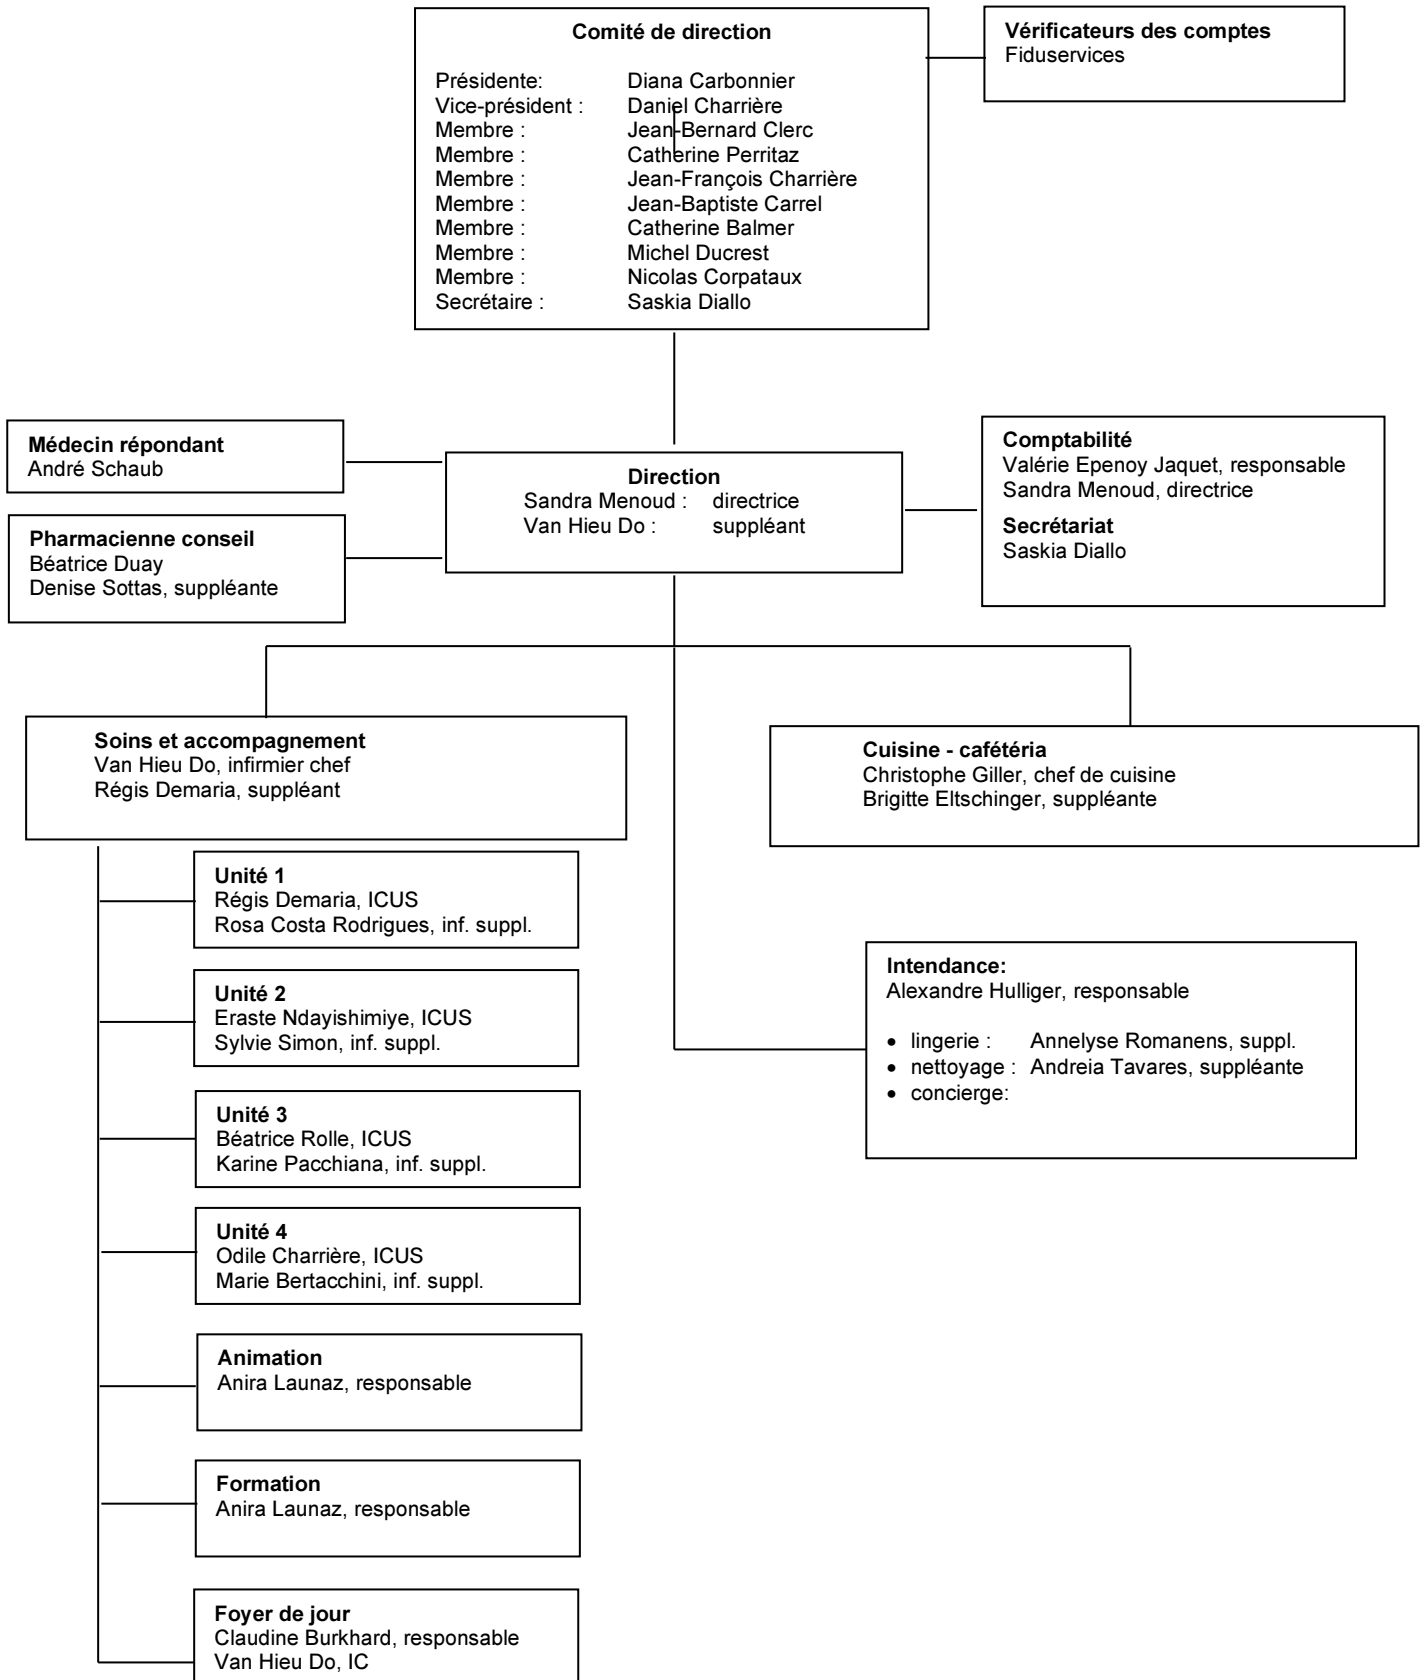 Comité de direction
Présidente: Diana Carbonnier
Vice-président : Daniel Charrière
Membre : Jean-Bernard Clerc
Membre : Catherine Perritaz
Membre : Jean-François Charrière
Membre : Jean-Baptiste Carrel
Membre : Catherine Balmer
Membre : Michel Ducrest
Membre : Nicolas Corpataux
Secrétaire : Saskia Diallo
Vérificateurs des comptes
Fiduservices
Médecin répondant
André Schaub
Pharmacienne conseil
Béatrice Duay
Denise Sottas, suppléante
Direction
Sandra Menoud : directrice
Van Hieu Do : suppléant
Comptabilité
Valérie Epenoy Jaquet, responsable
Sandra Menoud, directrice
Secrétariat
Saskia Diallo
Soins et accompagnement
Van Hieu Do, infirmier chef
Régis Demaria, suppléant
Cuisine - cafétéria
Christophe Giller, chef de cuisine
Brigitte Eltschinger, suppléante
Unité 1
Régis Demaria, ICUS
Rosa Costa Rodrigues, inf. suppl.
Unité 2
Eraste Ndayishimiye, ICUS
Sylvie Simon, inf. suppl.
Unité 3
Béatrice Rolle, ICUS
Karine Pacchiana, inf. suppl.
Unité 4
Odile Charrière, ICUS
Marie Bertacchini, inf. suppl.
Animation
Anira Launaz, responsable
Formation
Anira Launaz, responsable
Foyer de jour
Claudine Burkhard, responsable
Van Hieu Do, IC
Intendance:
Alexandre Hulliger, responsable
• lingerie : Annelyse Romanens, suppl.
• nettoyage : Andreia Tavares, suppléante
• concierge: